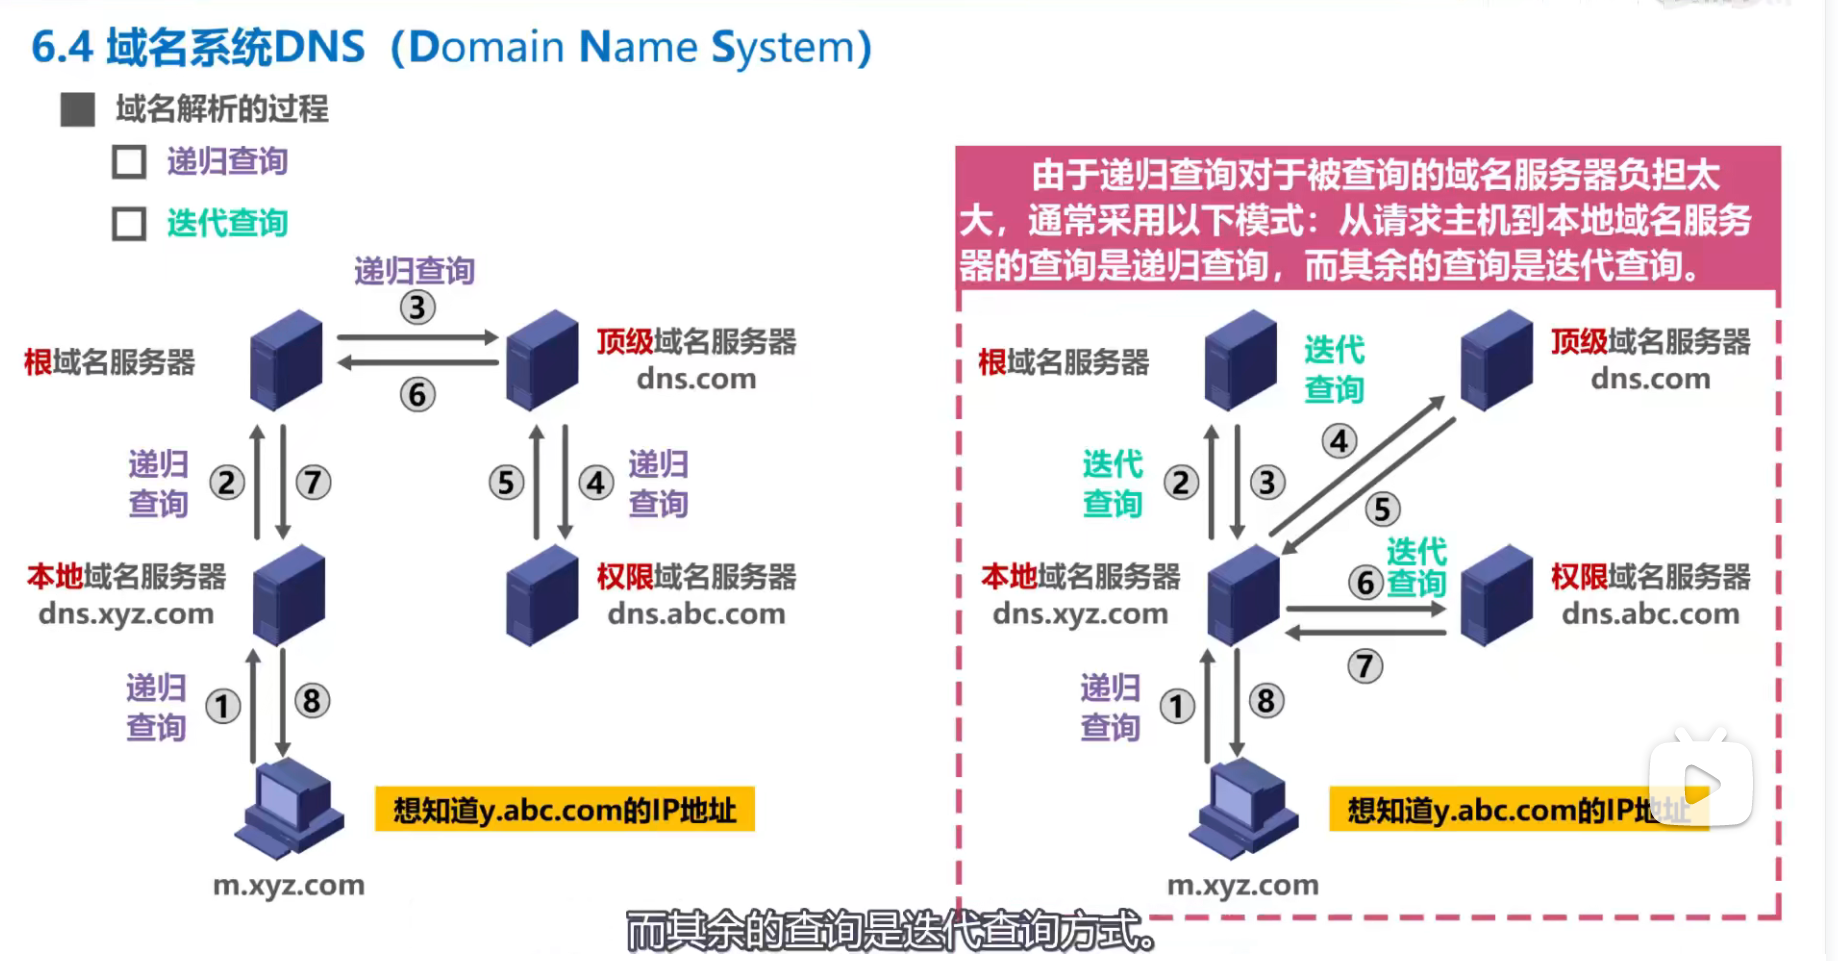 6.4 域名系统DNS（Domain Name System）
域名解析的过程
递归查询
迭代查询
递归查询
③
根域名服务器
顶级域名服务器
dns.com
⑥
递归
查询
②
⑦
⑤
④
递归
查询
本地域名服务器
dns.xyz.com
权限域名服务器
dns.abc.com
递归
查询
①
⑧
想知道y.abc.com的IP地址
m.xyz.com
由于递归查询对于被查询的域名服务器负担太
大，通常采用以下模式：从请求主机到本地域名服务
器的查询是递归查询，而其余的查询是迭代查询。
根域名服务器
迭代
查询
顶级域名服务器
dns.com
④
迭代
查询
②
③
⑤
本地域名服务器
dns.xyz.com
迭代
查询
⑥
权限域名服务器
dns.abc.com
⑦
递归
查询
①
⑧
想知道y.abc.com的IP地址
m.xyz.com
而其余的查询是迭代查询方式。